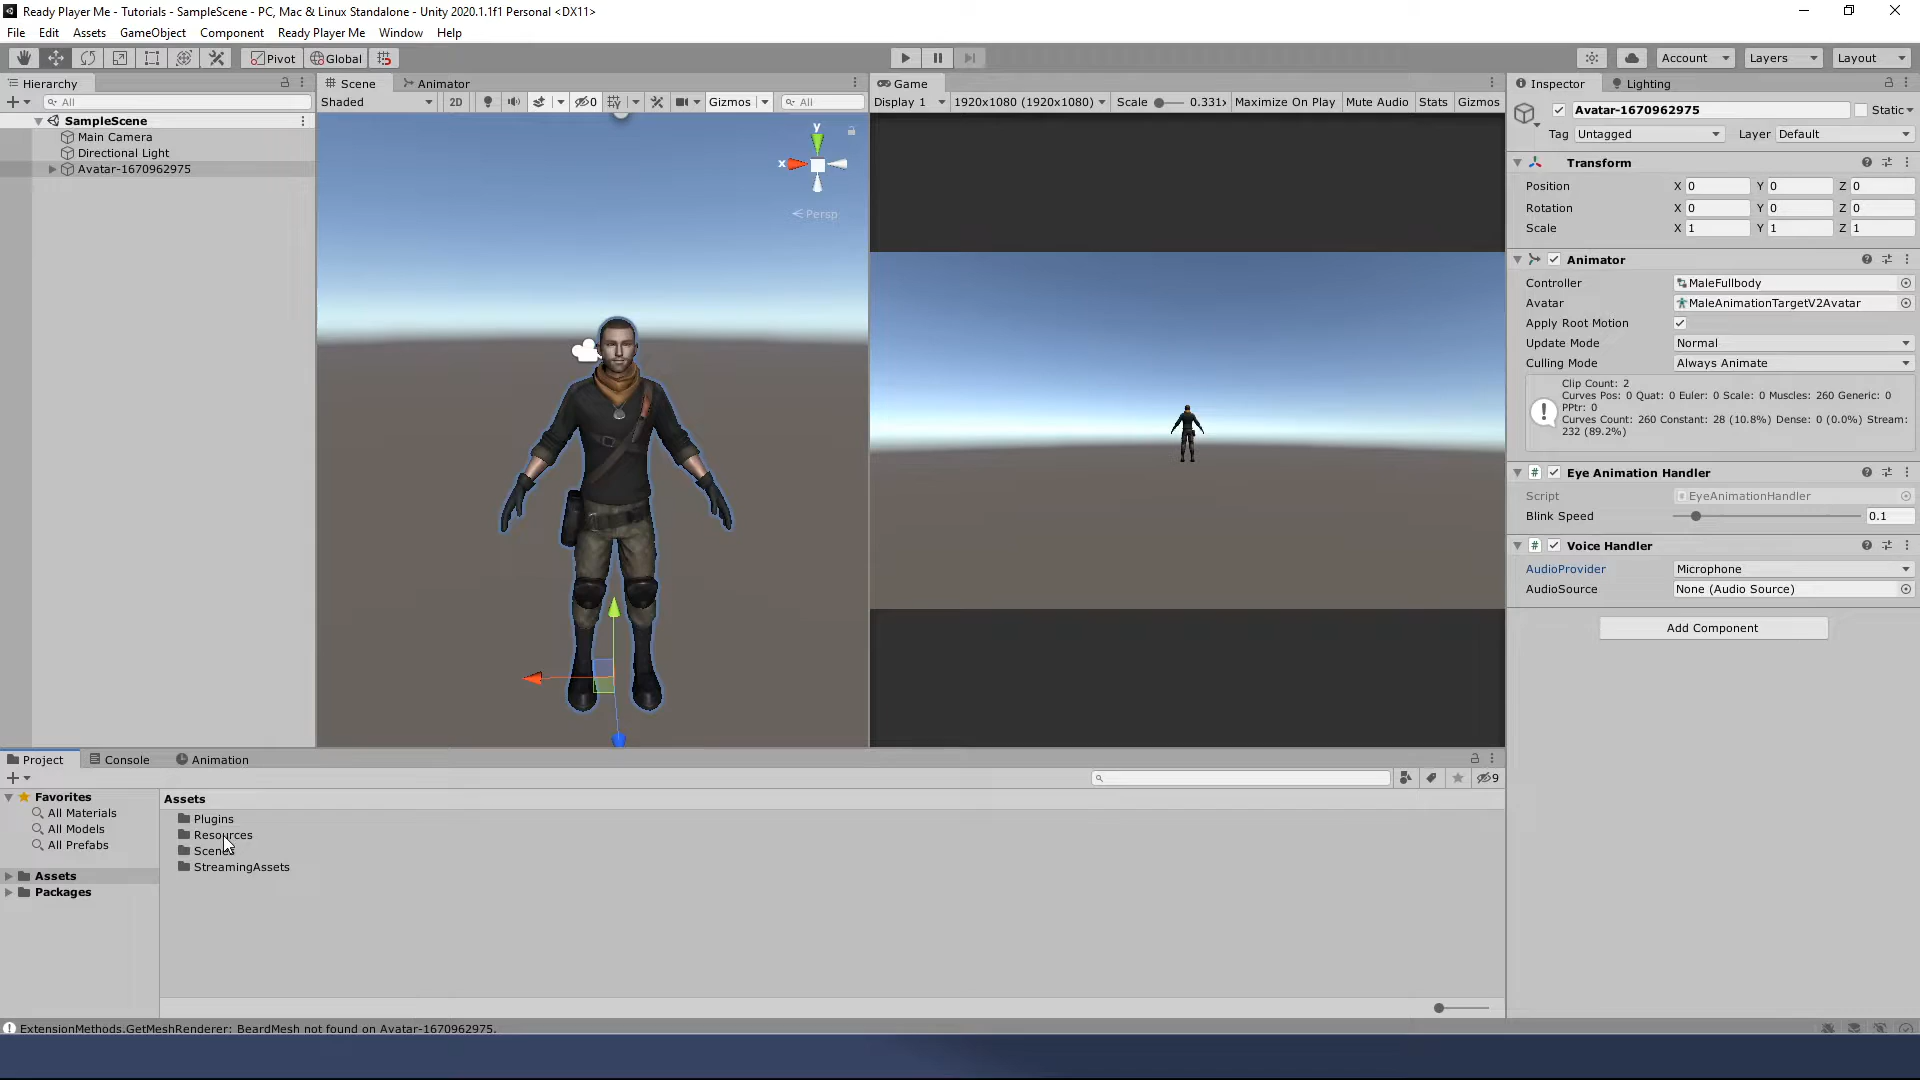 Ready Player Me - Tutorials - SampleScene - PC, Mac & Linux Standalone - Unity 2020.1.1f1 Personal <DX11>
File Edit Assets GameObject Component Ready Player Me Window Help
Pivot Global Account Layers Layout
Hierarchy Scene Animator Game Inspector Lighting
All Shaded 2D 0 Gizmos All Display 1 1920x1080 (1920x1080) Scale 0.331x Maximize On Play Mute Audio Stats Gizmos
SampleScene
Main Camera
Directional Light
Avatar-1670962975
y
x
Persp
Avatar-1670962975 Static
Tag Untagged Layer Default
Transform
Position X 0 Y 0 Z 0
Rotation X 0 Y 0 Z 0
Scale X 1 Y 1 Z 1
Animator
Controller MaleFullbody
Avatar MaleAnimationTargetV2Avatar
Apply Root Motion
Update Mode Normal
Culling Mode Always Animate
Clip Count: 2
Curves Pos: 0 Quat: 0 Euler: 0 Scale: 0 Muscles: 260 Generic: 0
PPtr: 0
Curves Count: 260 Constant: 28 (10.8%) Dense: 0 (0.0%) Stream:
232 (89.2%)
Eye Animation Handler
Script EyeAnimationHandler
Blink Speed 0.1
Voice Handler
AudioProvider Microphone
AudioSource None (Audio Source)
Add Component
Project Console Animation
9
Favorites
All Materials
All Models
All Prefabs
Assets
Packages
Assets
Plugins
Resources
Scenes
StreamingAssets
ExtensionMethods.GetMeshRenderer: BeardMesh not found on Avatar-1670962975.